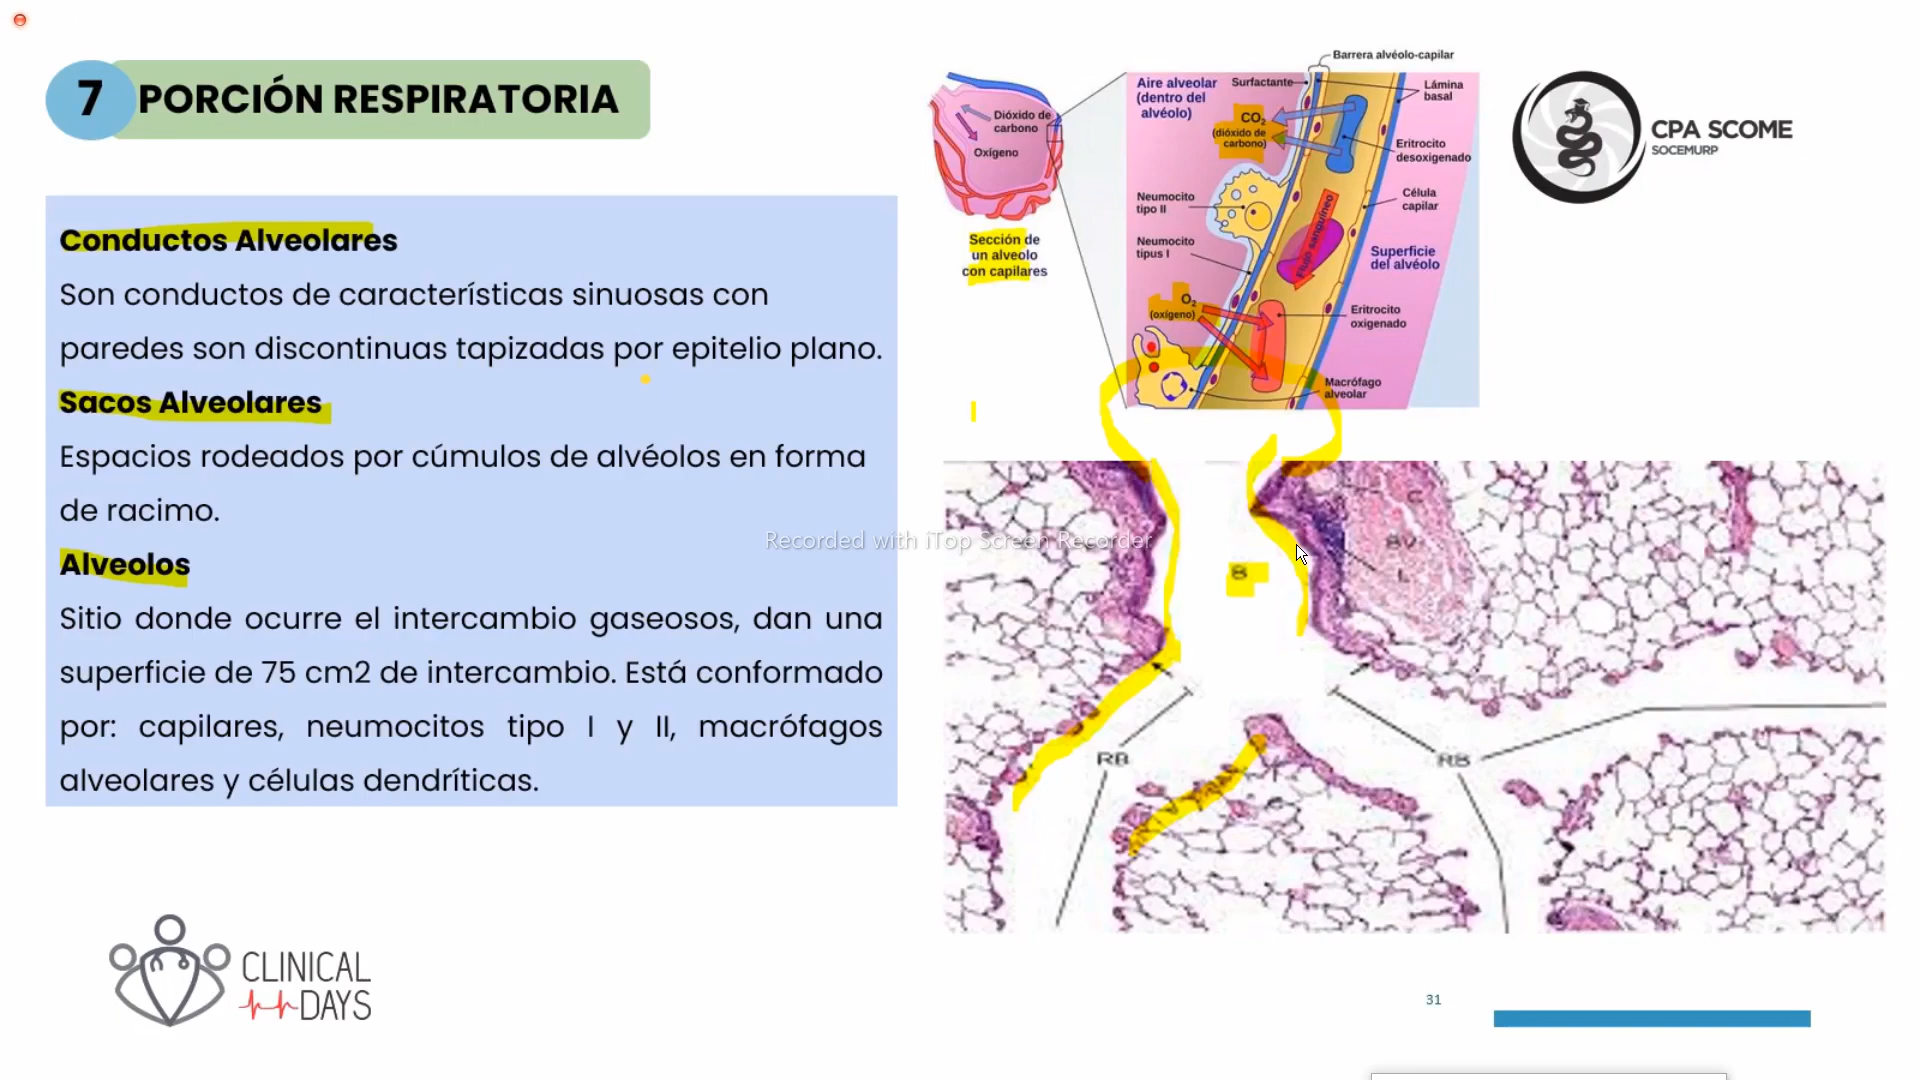 7 PORCIÓN RESPIRATORIA
Conductos Alveolares
Son conductos de características sinuosas con
paredes son discontinuas tapizadas por epitelio plano.
Sacos Alveolares
Espacios rodeados por cúmulos de alvéolos en forma
de racimo.
Alveolos
Sitio donde ocurre el intercambio gaseosos, dan una
superficie de 75 cm2 de intercambio. Está conformado
por: capilares, neumocitos tipo I y II, macrófagos
alveolares y células dendríticas.
Dióxido de
carbono
Oxígeno
Sección de
un alveolo
con capilares
Barrera alvéolo-capilar
Aire alveolar
(dentro del
alvéolo)
Surfactante
Lámina
basal
CO2
(dióxido de
carbono)
Eritrocito
desoxigenado
Neumocito
tipo II
Célula
capilar
Neumocito
tipus I
Flujo sanguíneo
Superficie
del alvéolo
O2
(oxígeno)
Eritrocito
oxigenado
Macrófago
alveolar
CPA SCOME
SOCEMURP
C
BV
L
B
RB
RB
Recorded with iTop Screen Recorder
CLINICAL
DAYS
31